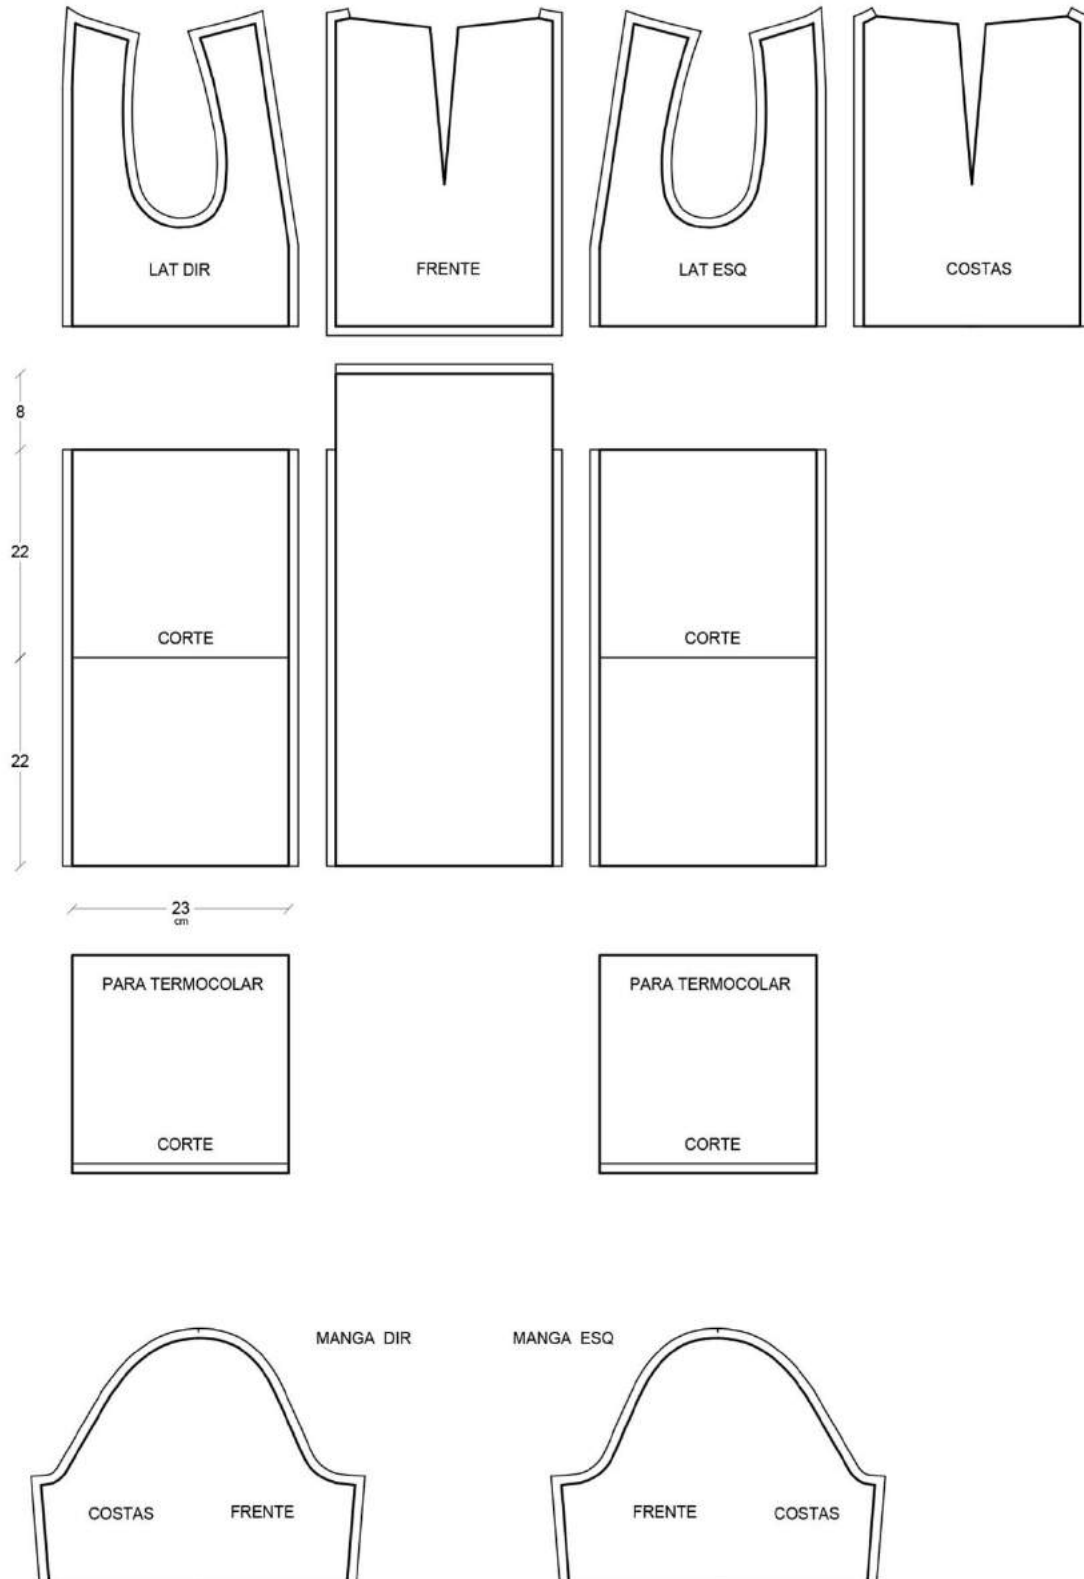 LAT DIR
FRENTE
LAT ESQ
COSTAS
8
22
CORTE
CORTE
22
23
cm
PARA TERMOCOLAR
PARA TERMOCOLAR
CORTE
CORTE
MANGA DIR
MANGA ESQ
COSTAS
FRENTE
FRENTE
COSTAS